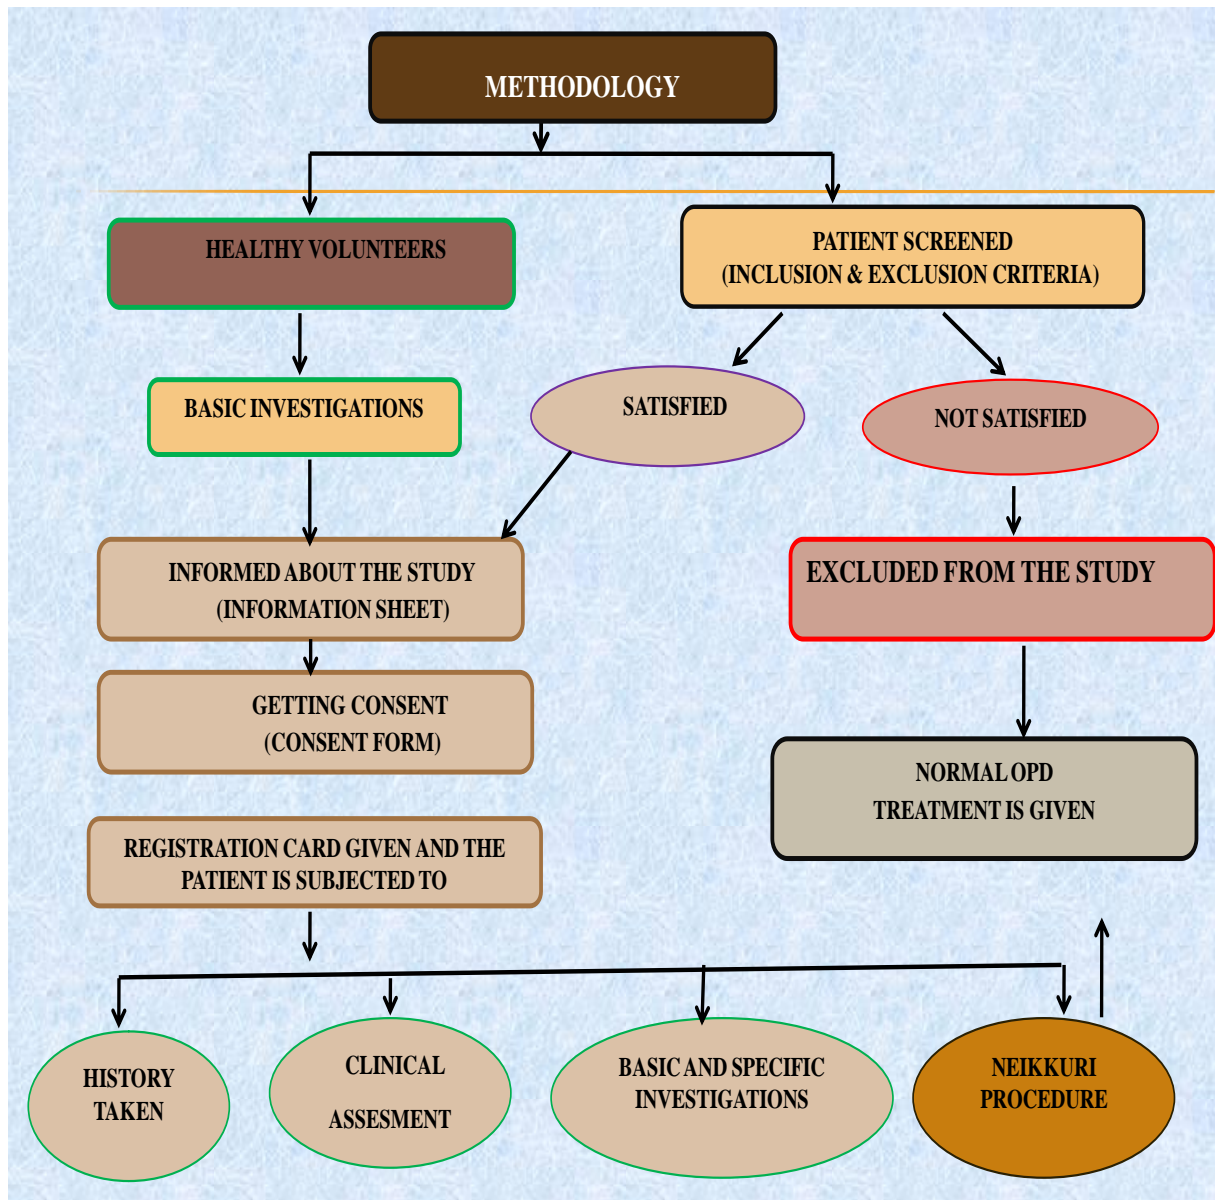 METHODOLOGY
HEALTHY VOLUNTEERS
PATIENT SCREENED
(INCLUSION & EXCLUSION CRITERIA)
BASIC INVESTIGATIONS
SATISFIED
NOT SATISFIED
INFORMED ABOUT THE STUDY
(INFORMATION SHEET)
EXCLUDED FROM THE STUDY
GETTING CONSENT
(CONSENT FORM)
NORMAL OPD
TREATMENT IS GIVEN
REGISTRATION CARD GIVEN AND THE
PATIENT IS SUBJECTED TO
HISTORY
TAKEN
CLINICAL
ASSESMENT
BASIC AND SPECIFIC
INVESTIGATIONS
NEIKKURI
PROCEDURE